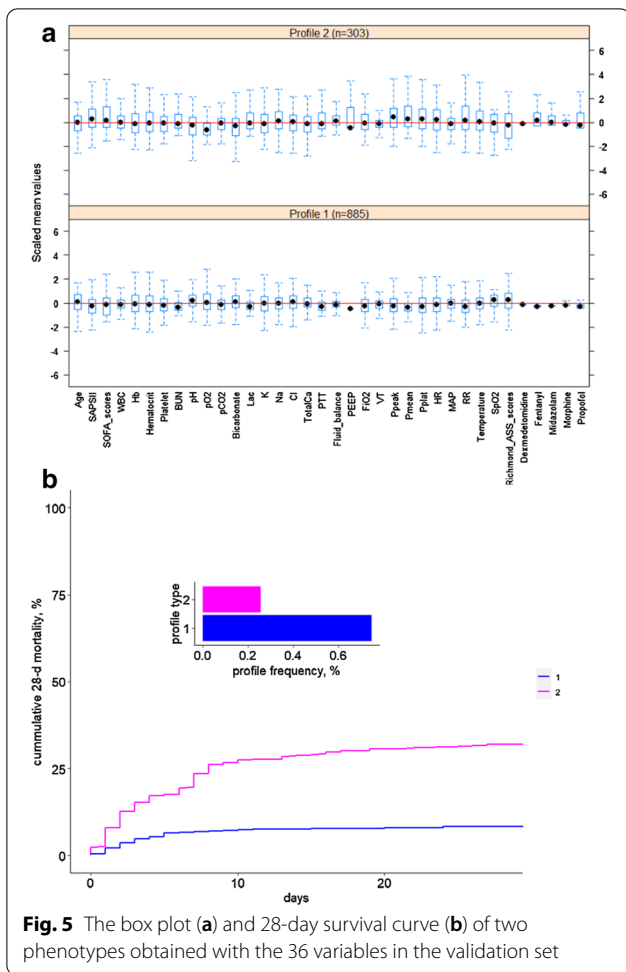 a
Profile 2 (n=303)
6
4
2
0
-2
-4
-6
Profile 1 (n=885)
6
4
2
0
-2
-4
-6
Scaled mean values
Age
SAPSII
SOFA_scores
WBC
Hb
Hematocrit
Platelet
BUN
pH
pO2
pCO2
Bicarbonate
Lac
K
Na
Cl
TotalCa
PTT
Fluid_balance
PEEP
FiO2
VT
Ppeak
Pmean
Pplat
HR
MAP
RR
Temperature
SpO2
Richmond_ASS_scores
Dexmedetomidine
Fentanyl
Midazolam
Morphine
Propofol
b
100
75
50
25
0
cummulative 28-d mortality, %
profile type
2
1
0.0 0.2 0.4 0.6
profile frequency, %
1
2
0 10 20
days
Fig. 5 The box plot (a) and 28-day survival curve (b) of two
phenotypes obtained with the 36 variables in the validation set